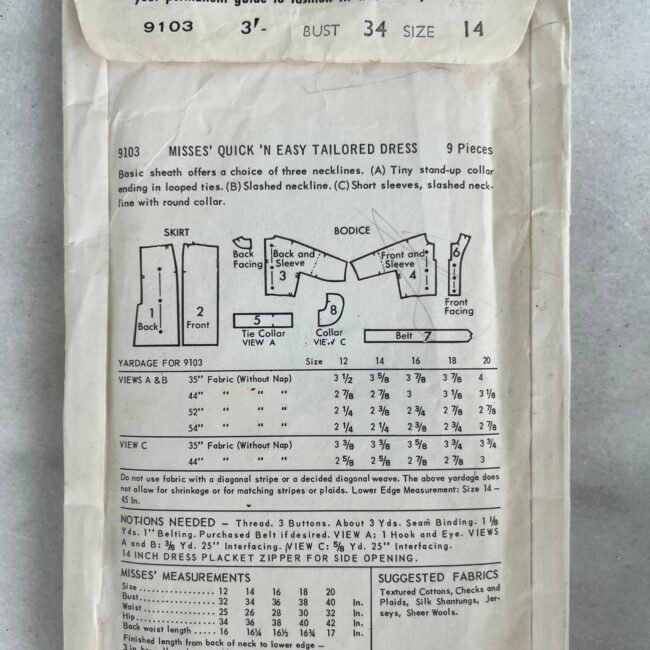 your permanent guide to fashion in
9103 3/- BUST 34 SIZE 14
9103 MISSES' QUICK 'N EASY TAILORED DRESS 9 Pieces
Basic sheath offers a choice of three necklines. (A) Tiny stand-up collar
ending in looped ties. (B) Slashed neckline. (C) Short sleeves, slashed neck-
line with round collar.
SKIRT BODICE
Back Facing
Back and Sleeve 3
Front and Sleeve 4
6
Front Facing
1 Back
2 Front
5
Tie Collar
VIEW A
8
Collar
VIEW C
Belt 7
YARDAGE FOR 9103 Size 12 14 16 18 20
VIEWS A & B 35" Fabric (Without Nap) 3 1/2 3 5/8 3 7/8 3 7/8 4
44" " " " 2 7/8 2 7/8 3 3 1/8 3 1/8
52" " " " 2 1/4 2 3/8 2 3/4 2 7/8 2 7/8
54" " " " 2 1/4 2 1/4 2 3/8 2 3/4 2 7/8
VIEW C 35" Fabric (Without Nap) 3 3/8 3 3/8 3 5/8 3 3/4 3 3/4
44" " " " 2 5/8 2 5/8 2 7/8 2 7/8 3
Do not use fabric with a diagonal stripe or a decided diagonal weave. The above yardage does
not allow for shrinkage or for matching stripes or plaids. Lower Edge Measurement: Size 14 –
45 In.
NOTIONS NEEDED – Thread. 3 Buttons. About 3 Yds. Seam Binding. 1 1/8
Yds. 1" Belting. Purchased Belt if desired. VIEW A: 1 Hook and Eye. VIEWS
A and B: 3/8 Yd. 25" Interfacing. VIEW C: 5/8 Yd. 25" Interfacing.
14 INCH DRESS PLACKET ZIPPER FOR SIDE OPENING.
MISSES' MEASUREMENTS
Size 12 14 16 18 20
Bust 32 34 36 38 40 In.
Waist 25 26 28 30 32 In.
Hip 34 36 38 40 42 In.
Back waist length 16 16 1/4 16 1/2 16 3/4 17 In.
Finished length from back of neck to lower edge –
3 in.
SUGGESTED FABRICS
Textured Cottons, Checks and
Plaids, Silk Shantungs, Jer-
seys, Sheer Wools.